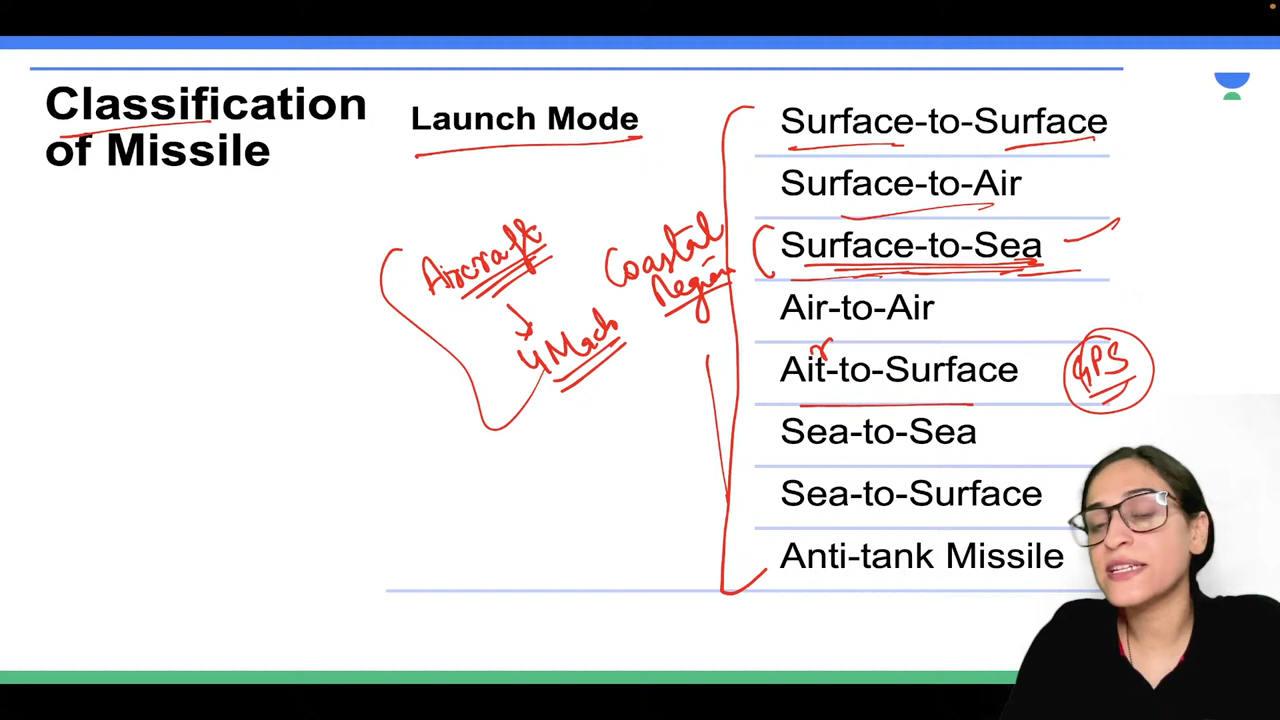 Classification
of Missile
Launch Mode
Surface-to-Surface
Surface-to-Air
Surface-to-Sea
Air-to-Air
Ait-to-Surface
r
Sea-to-Sea
Sea-to-Surface
Anti-tank Missile
Aircraft
4 Mach
Coastal
Region
GPS